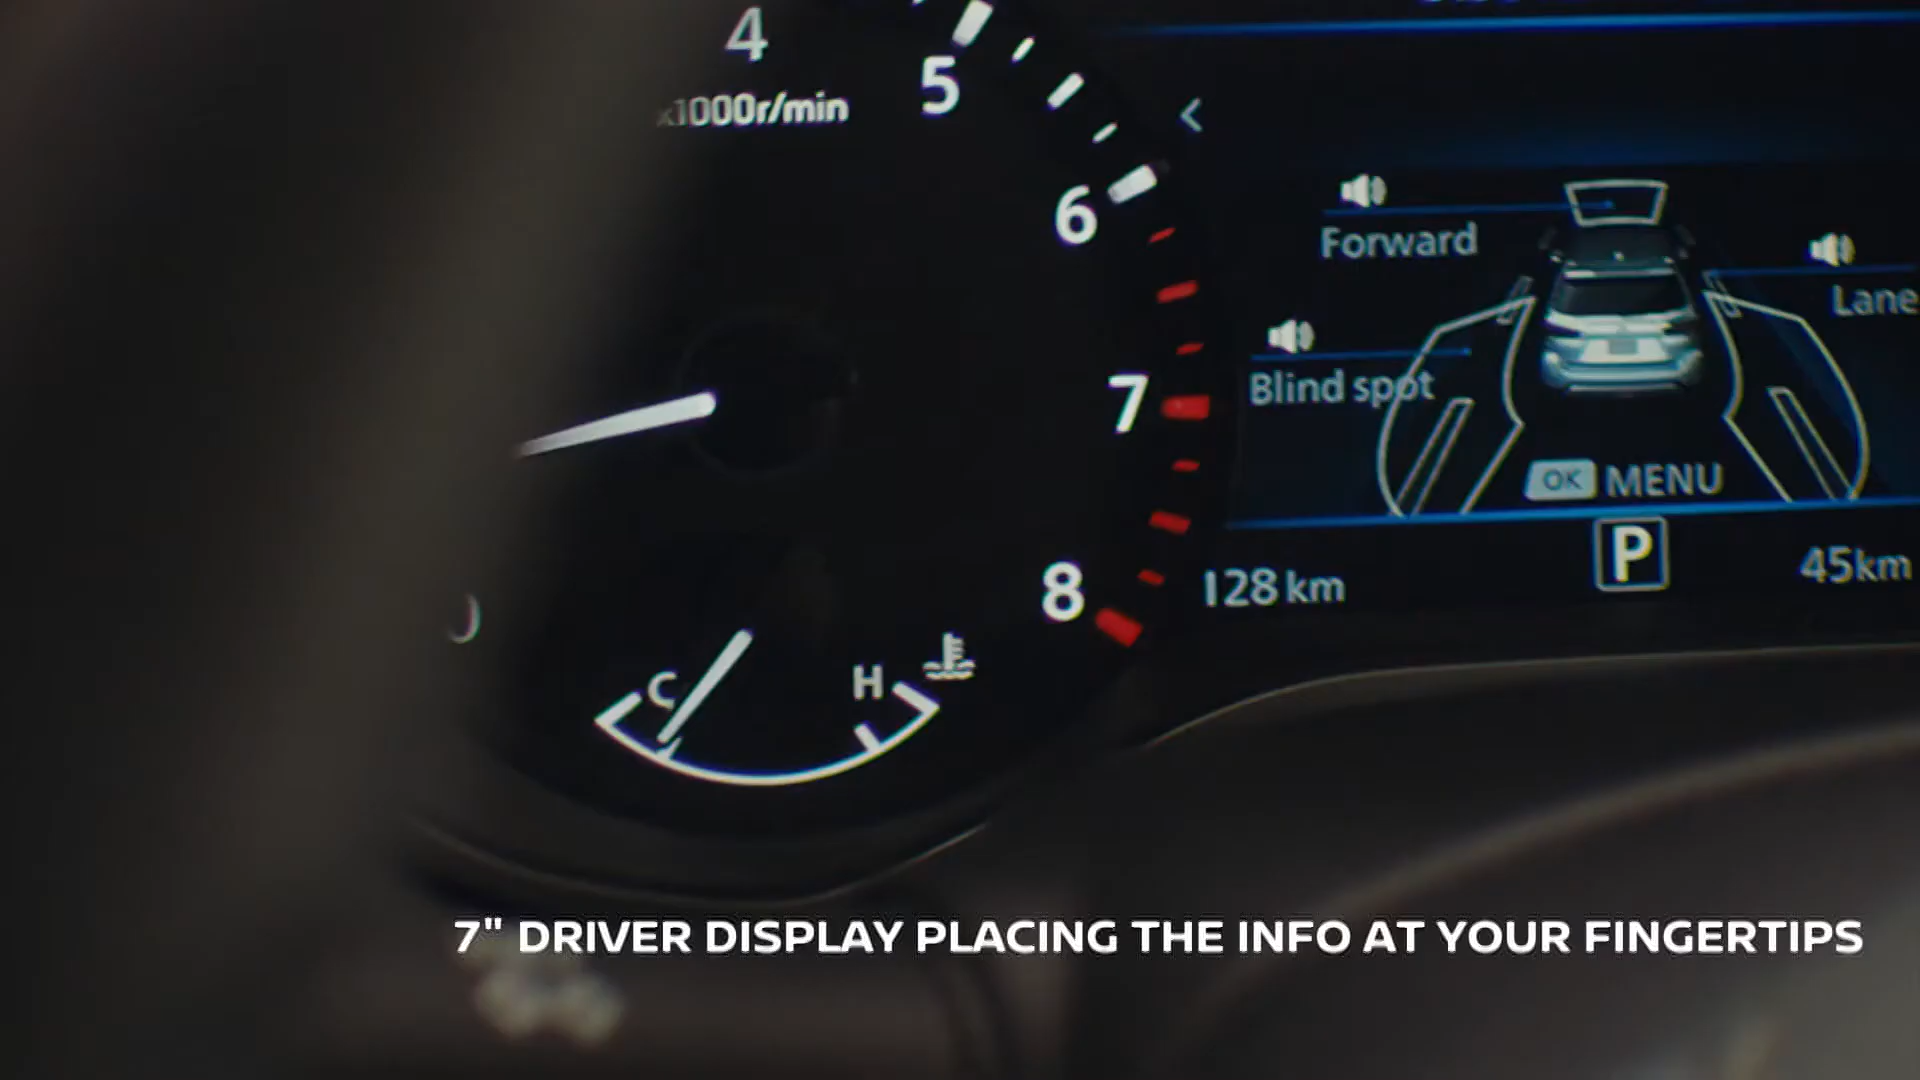 4
5
x1000r/min
6
Forward
Lane
7
Blind spot
OK MENU
P
8
128 km
45km
C
H
7" DRIVER DISPLAY PLACING THE INFO AT YOUR FINGERTIPS